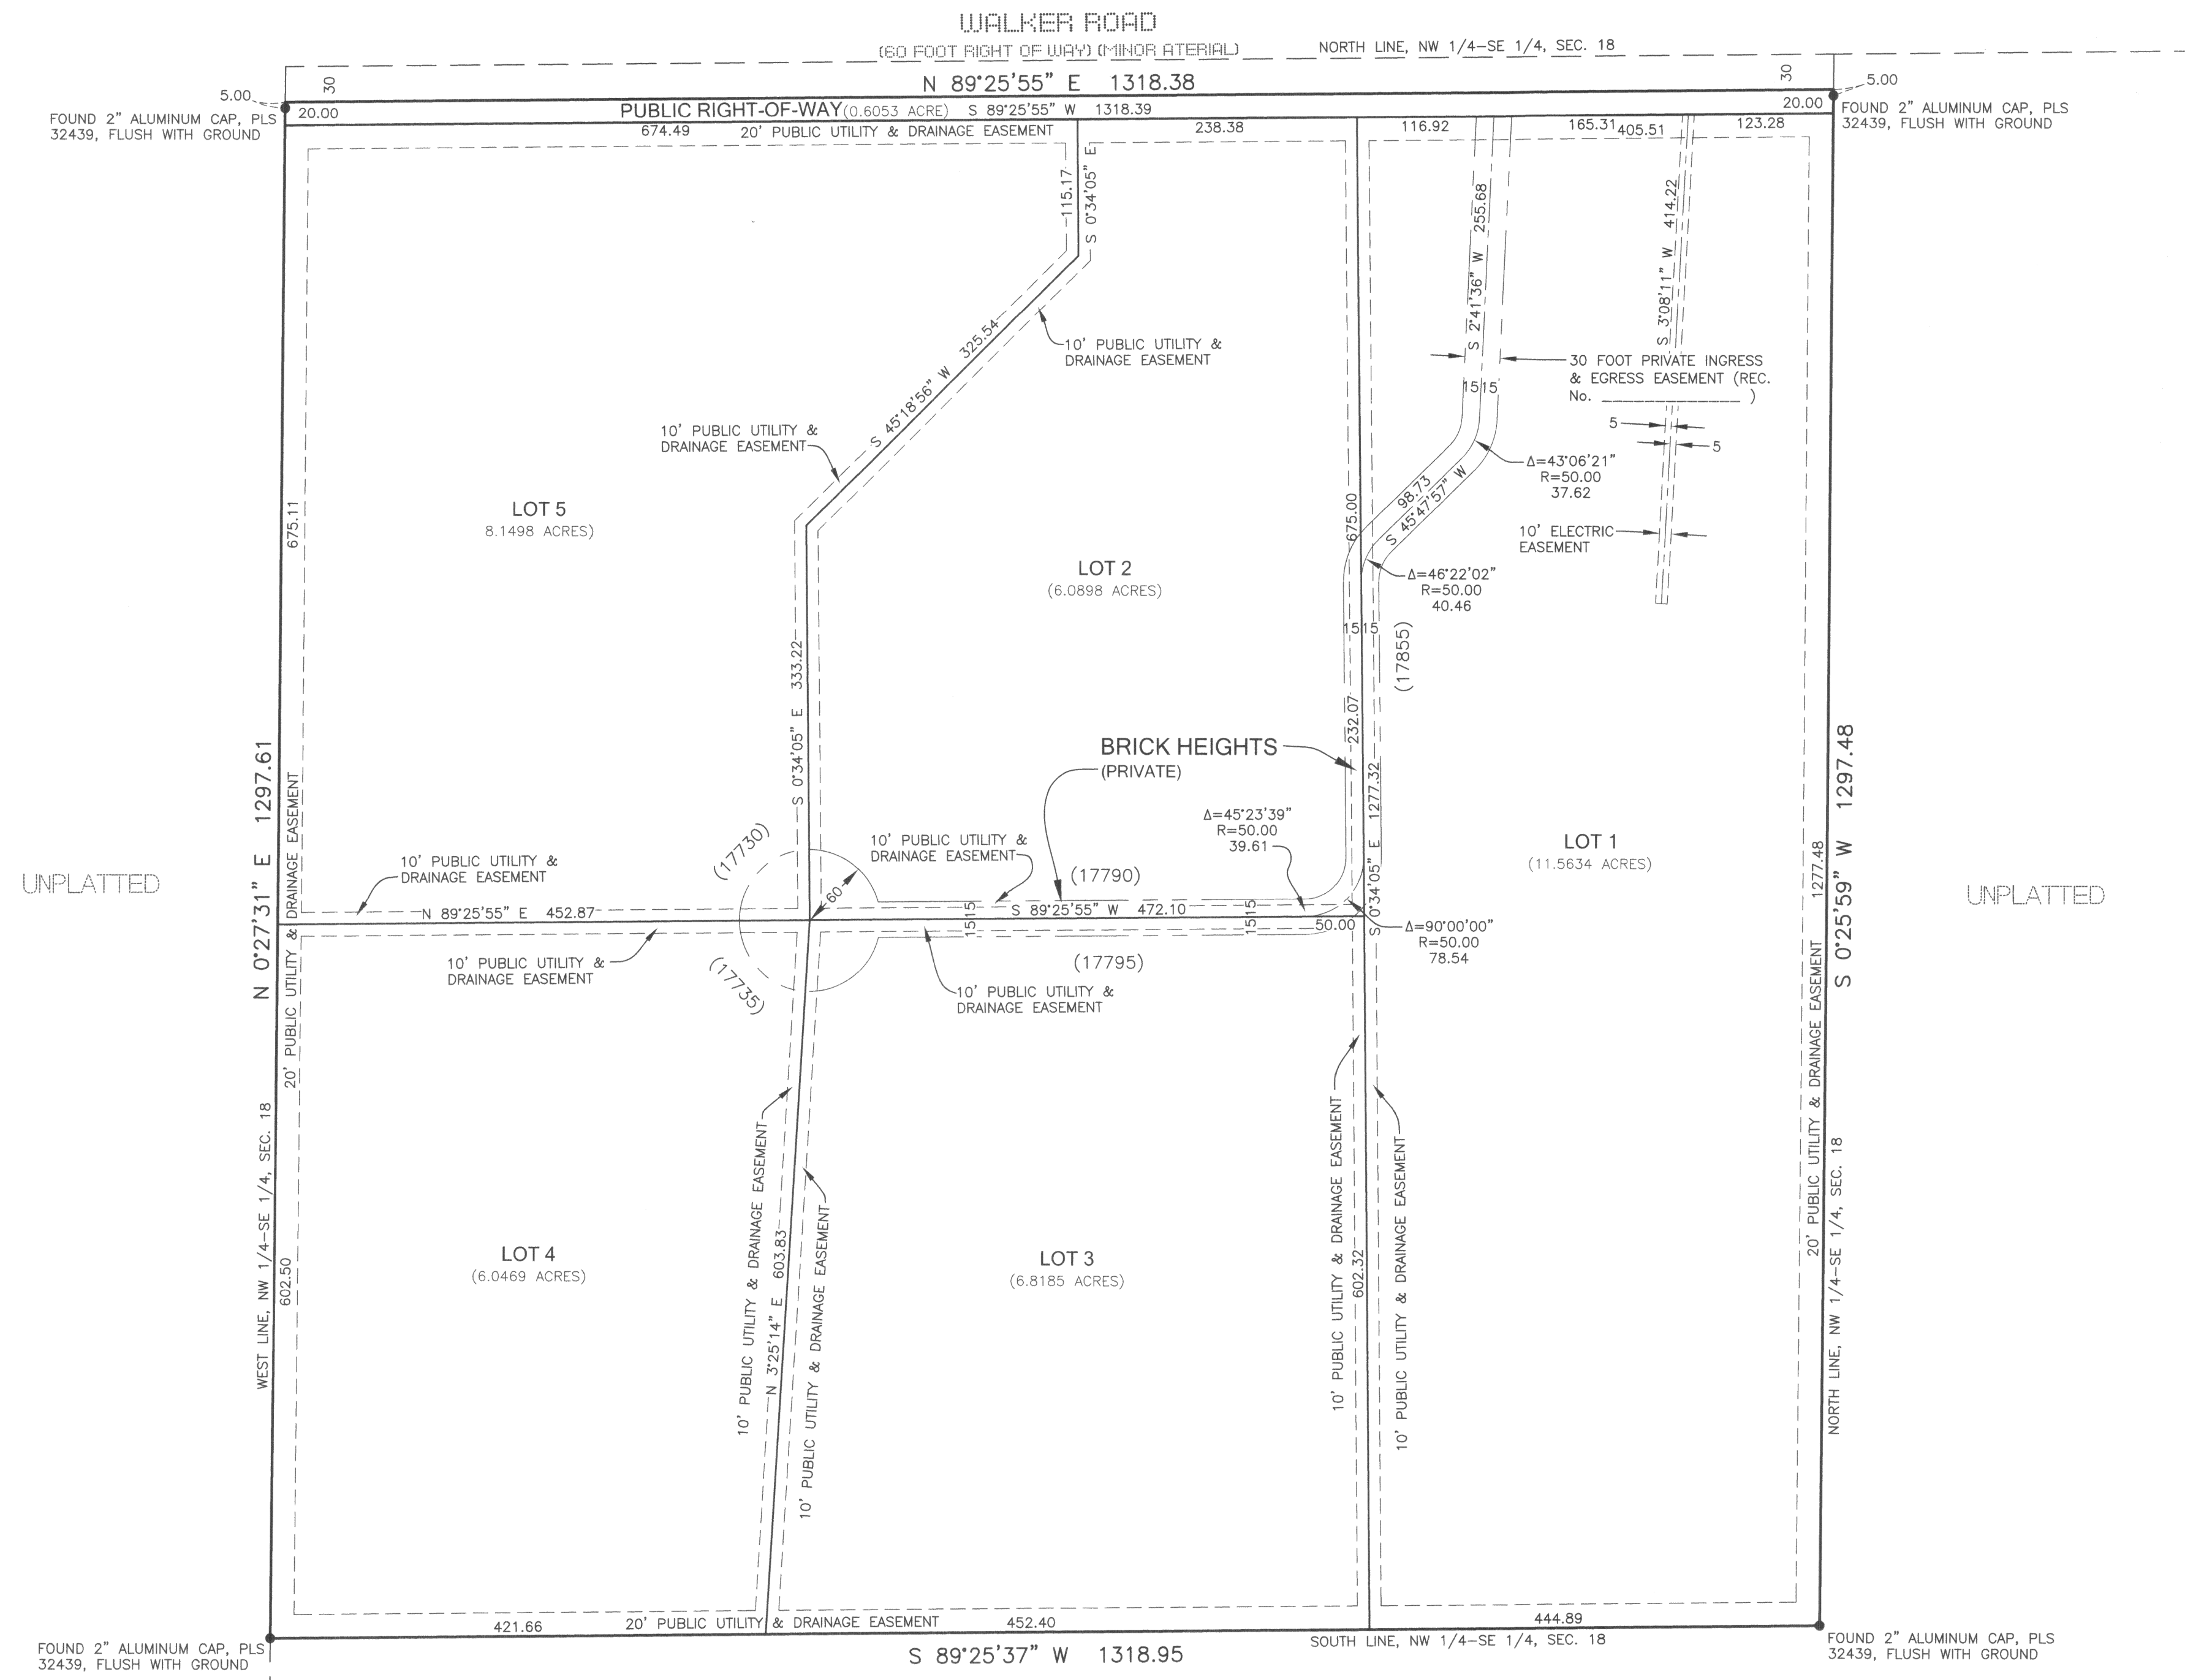 WALKER ROAD
(60 FOOT RIGHT OF WAY) (MINOR ATERIAL)
NORTH LINE, NW 1/4-SE 1/4, SEC. 18
30
N 89°25'55" E 1318.38
30
5.00
5.00
FOUND 2" ALUMINUM CAP, PLS
32439, FLUSH WITH GROUND
20.00
PUBLIC RIGHT-OF-WAY (0.6053 ACRE) S 89°25'55" W 1318.39
20.00
FOUND 2" ALUMINUM CAP, PLS
32439, FLUSH WITH GROUND
674.49
20' PUBLIC UTILITY & DRAINAGE EASEMENT
238.38
116.92
165.31
405.51
123.28
115.17
S 0°34'05" E
S 2°41'36" W 255.68
S 3°08'11" W 414.22
S 45°18'56" W 325.54
10' PUBLIC UTILITY &
DRAINAGE EASEMENT
30 FOOT PRIVATE INGRESS
& EGRESS EASEMENT (REC.
No. ______________ )
15 15
5
5
10' PUBLIC UTILITY &
DRAINAGE EASEMENT
Δ=43°06'21"
R=50.00
37.62
98.73
S 45°47'57" W
10' ELECTRIC
EASEMENT
LOT 5
8.1498 ACRES)
675.11
675.00
LOT 2
(6.0898 ACRES)
Δ=46°22'02"
R=50.00
40.46
15 15
(17855)
S 0°34'05" E 333.22
232.07
BRICK HEIGHTS
(PRIVATE)
S 0°34'05" E 1277.32
Δ=45°23'39"
R=50.00
39.61
N 0°27'31" E 1297.61
20' PUBLIC UTILITY & DRAINAGE EASEMENT
(17730)
10' PUBLIC UTILITY &
DRAINAGE EASEMENT
(17790)
10' PUBLIC UTILITY &
DRAINAGE EASEMENT
LOT 1
(11.5634 ACRES)
1277.48
S 0°25'59" W 1297.48
UNPLATTED
UNPLATTED
60
N 89°25'55" E 452.87
15 15
S 89°25'55" W 472.10
15 15
50.00
Δ=90°00'00"
R=50.00
78.54
10' PUBLIC UTILITY &
DRAINAGE EASEMENT
(17735)
(17795)
10' PUBLIC UTILITY &
DRAINAGE EASEMENT
WEST LINE, NW 1/4-SE 1/4, SEC. 18
602.50
LOT 4
(6.0469 ACRES)
10' PUBLIC UTILITY & DRAINAGE EASEMENT
N 3°25'14" E 603.83
10' PUBLIC UTILITY & DRAINAGE EASEMENT
LOT 3
(6.8185 ACRES)
10' PUBLIC UTILITY & DRAINAGE EASEMENT
602.32
10' PUBLIC UTILITY & DRAINAGE EASEMENT
20' PUBLIC UTILITY & DRAINAGE EASEMENT
NORTH LINE, NW 1/4-SE 1/4, SEC. 18
421.66
20' PUBLIC UTILITY & DRAINAGE EASEMENT
452.40
444.89
FOUND 2" ALUMINUM CAP, PLS
32439, FLUSH WITH GROUND
S 89°25'37" W 1318.95
SOUTH LINE, NW 1/4-SE 1/4, SEC. 18
FOUND 2" ALUMINUM CAP, PLS
32439, FLUSH WITH GROUND